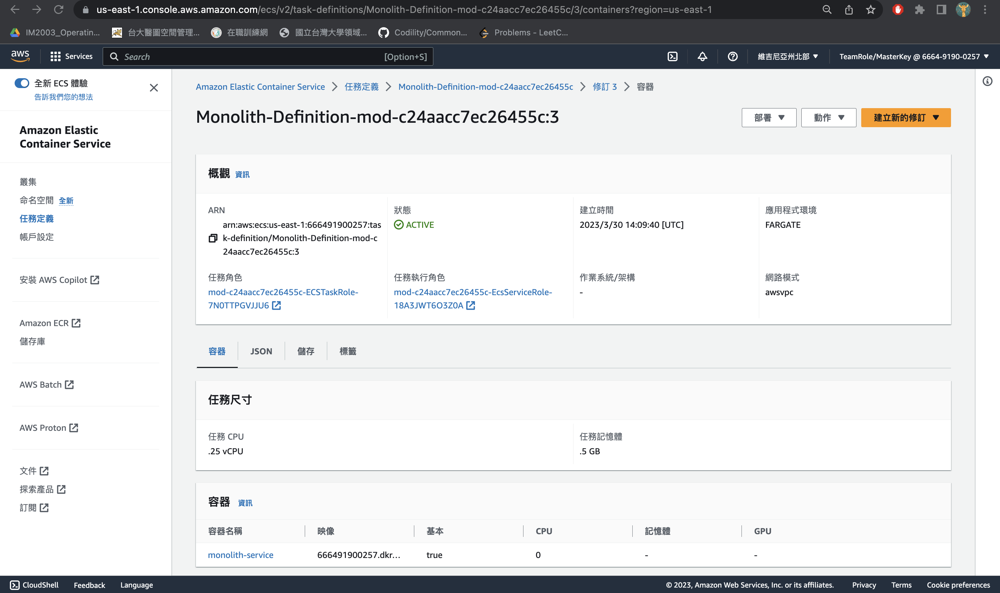 us-east-1.console.aws.amazon.com/ecs/v2/task-definitions/Monolith-Definition-mod-c24aacc7ec26455c/3/containers?region=us-east-1
IM2003_Operatin...
台大醫圖空間管理...
在職訓練網
國立台灣大學領域...
Codility/Common...
Problems - LeetC...
aws
Services
Search
[Option+S]
維吉尼亞州北部
TeamRole/MasterKey @ 6664-9190-0257
全新 ECS 體驗
告訴我們您的想法
Amazon Elastic
Container Service
叢集
命名空間 全新
任務定義
帳戶設定
安裝 AWS Copilot
Amazon ECR
儲存庫
AWS Batch
AWS Proton
文件
探索產品
訂閱
Amazon Elastic Container Service
任務定義
Monolith-Definition-mod-c24aacc7ec26455c
修訂 3
容器
Monolith-Definition-mod-c24aacc7ec26455c:3
部署
動作
建立新的修訂
概觀 資訊
ARN
arn:aws:ecs:us-east-1:666491900257:tas
k-definition/Monolith-Definition-mod-c
24aacc7ec26455c:3
狀態
ACTIVE
建立時間
2023/3/30 14:09:40 [UTC]
應用程式環境
FARGATE
任務角色
mod-c24aacc7ec26455c-ECSTaskRole-
7N0TTPGVJJU6
任務執行角色
mod-c24aacc7ec26455c-EcsServiceRole-
18A3JWT6O3Z0A
作業系統/架構
-
網路模式
awsvpc
容器
JSON
儲存
標籤
任務尺寸
任務 CPU
.25 vCPU
任務記憶體
.5 GB
容器 資訊
容器名稱
映像
基本
CPU
記憶體
GPU
monolith-service
666491900257.dkr...
true
0
-
-
CloudShell
Feedback
Language
© 2023, Amazon Web Services, Inc. or its affiliates.
Privacy
Terms
Cookie preferences